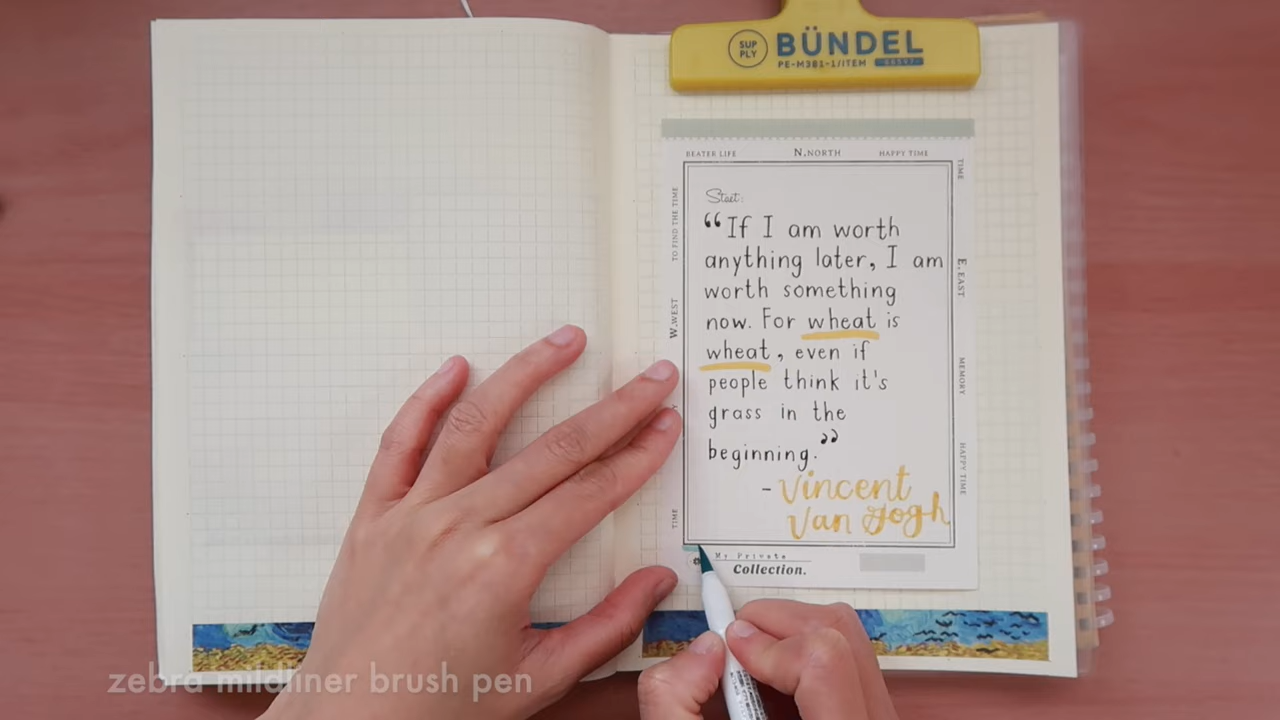 SUP
PLY
BÜNDEL
PE-M381-1/ITEM
BEATER LIFE
N.NORTH
HAPPY TIME
TIME
TO FIND THE TIME
Steet:
“If I am worth
anything later, I am
worth something
now. For wheat is
wheat, even if
people think it's
grass in the
beginning.”
- Vincent
Van Gogh
E.EAST
W.WEST
MEMORY
HAPPY TIME
TIME
My Private
Collection.
zebra mildliner brush pen